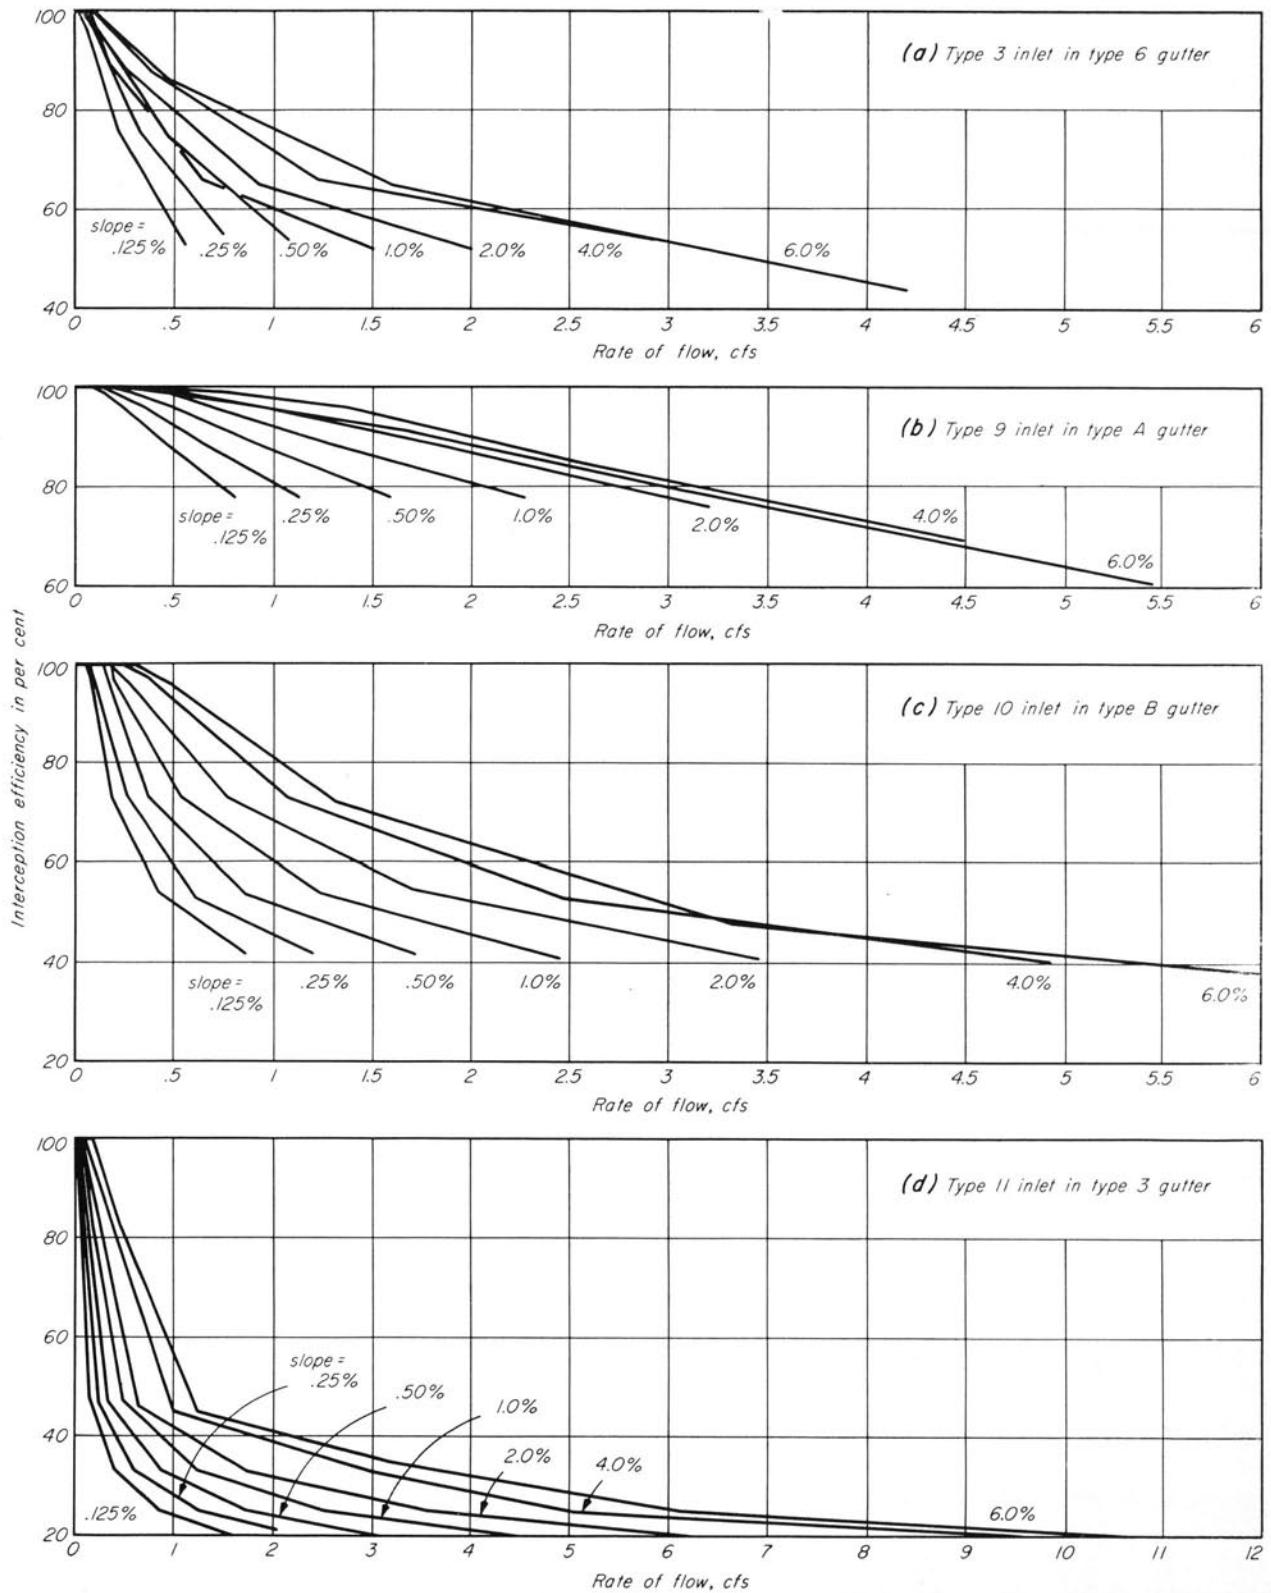 100
80
60
40
(a) Type 3 inlet in type 6 gutter
slope =
.125%
.25%
.50%
1.0%
2.0%
4.0%
6.0%
0 .5 1 1.5 2 2.5 3 3.5 4 4.5 5 5.5 6
Rate of flow, cfs
100
80
60
(b) Type 9 inlet in type A gutter
slope =
.125%
.25%
.50%
1.0%
2.0%
4.0%
6.0%
0 .5 1 1.5 2 2.5 3 3.5 4 4.5 5 5.5 6
Rate of flow, cfs
Interception efficiency in per cent
100
80
60
40
20
(c) Type 10 inlet in type B gutter
slope =
.125%
.25%
.50%
1.0%
2.0%
4.0%
6.0%
0 .5 1 1.5 2 2.5 3 3.5 4 4.5 5 5.5 6
Rate of flow, cfs
100
80
60
40
20
(d) Type 11 inlet in type 3 gutter
slope =
.25%
.50%
1.0%
2.0%
4.0%
.125%
6.0%
0 1 2 3 4 5 6 7 8 9 10 11 12
Rate of flow, cfs